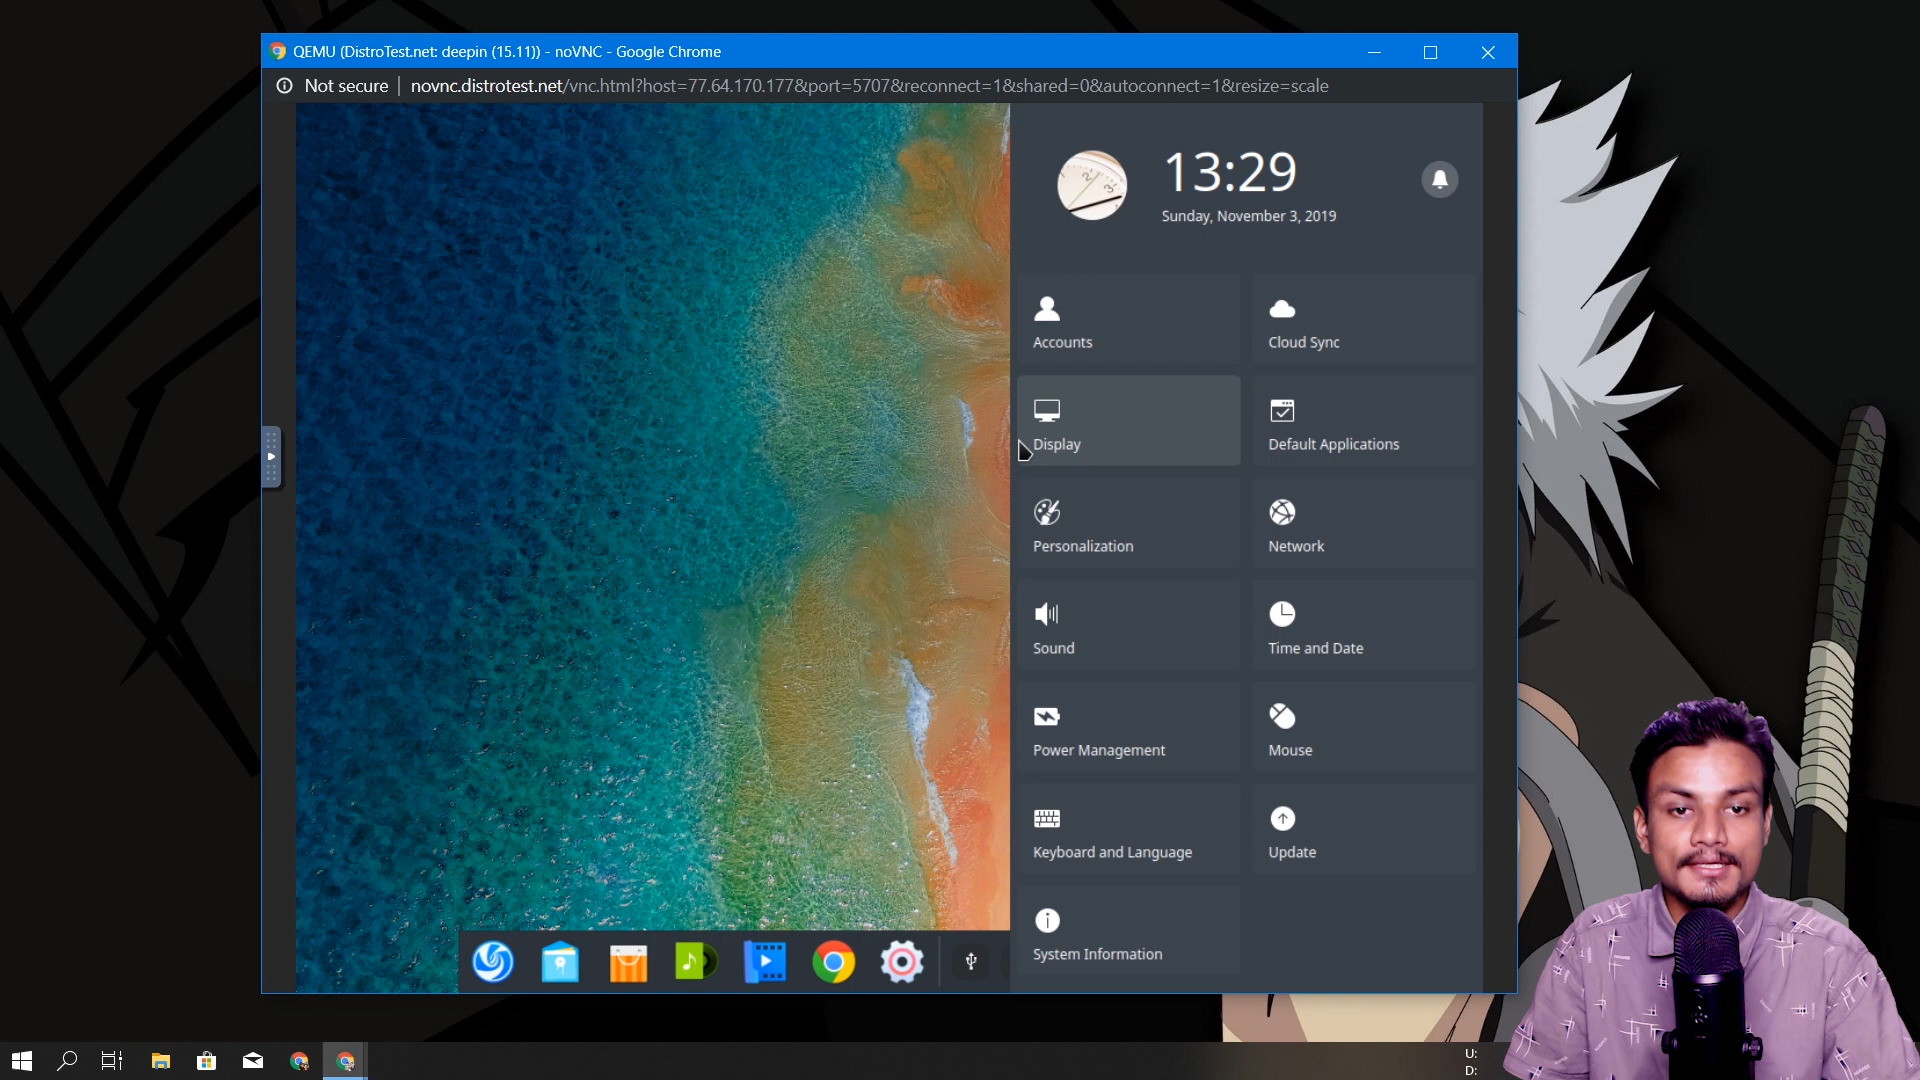 QEMU (DistroTest.net: deepin (15.11)) - noVNC - Google Chrome
Not secure | novnc.distrotest.net/vnc.html?host=77.64.170.177&port=5707&reconnect=1&shared=0&autoconnect=1&resize=scale
13:29
Sunday, November 3, 2019
Accounts
Cloud Sync
Display
Default Applications
Personalization
Network
Sound
Time and Date
Power Management
Mouse
Keyboard and Language
Update
System Information
U:
D: